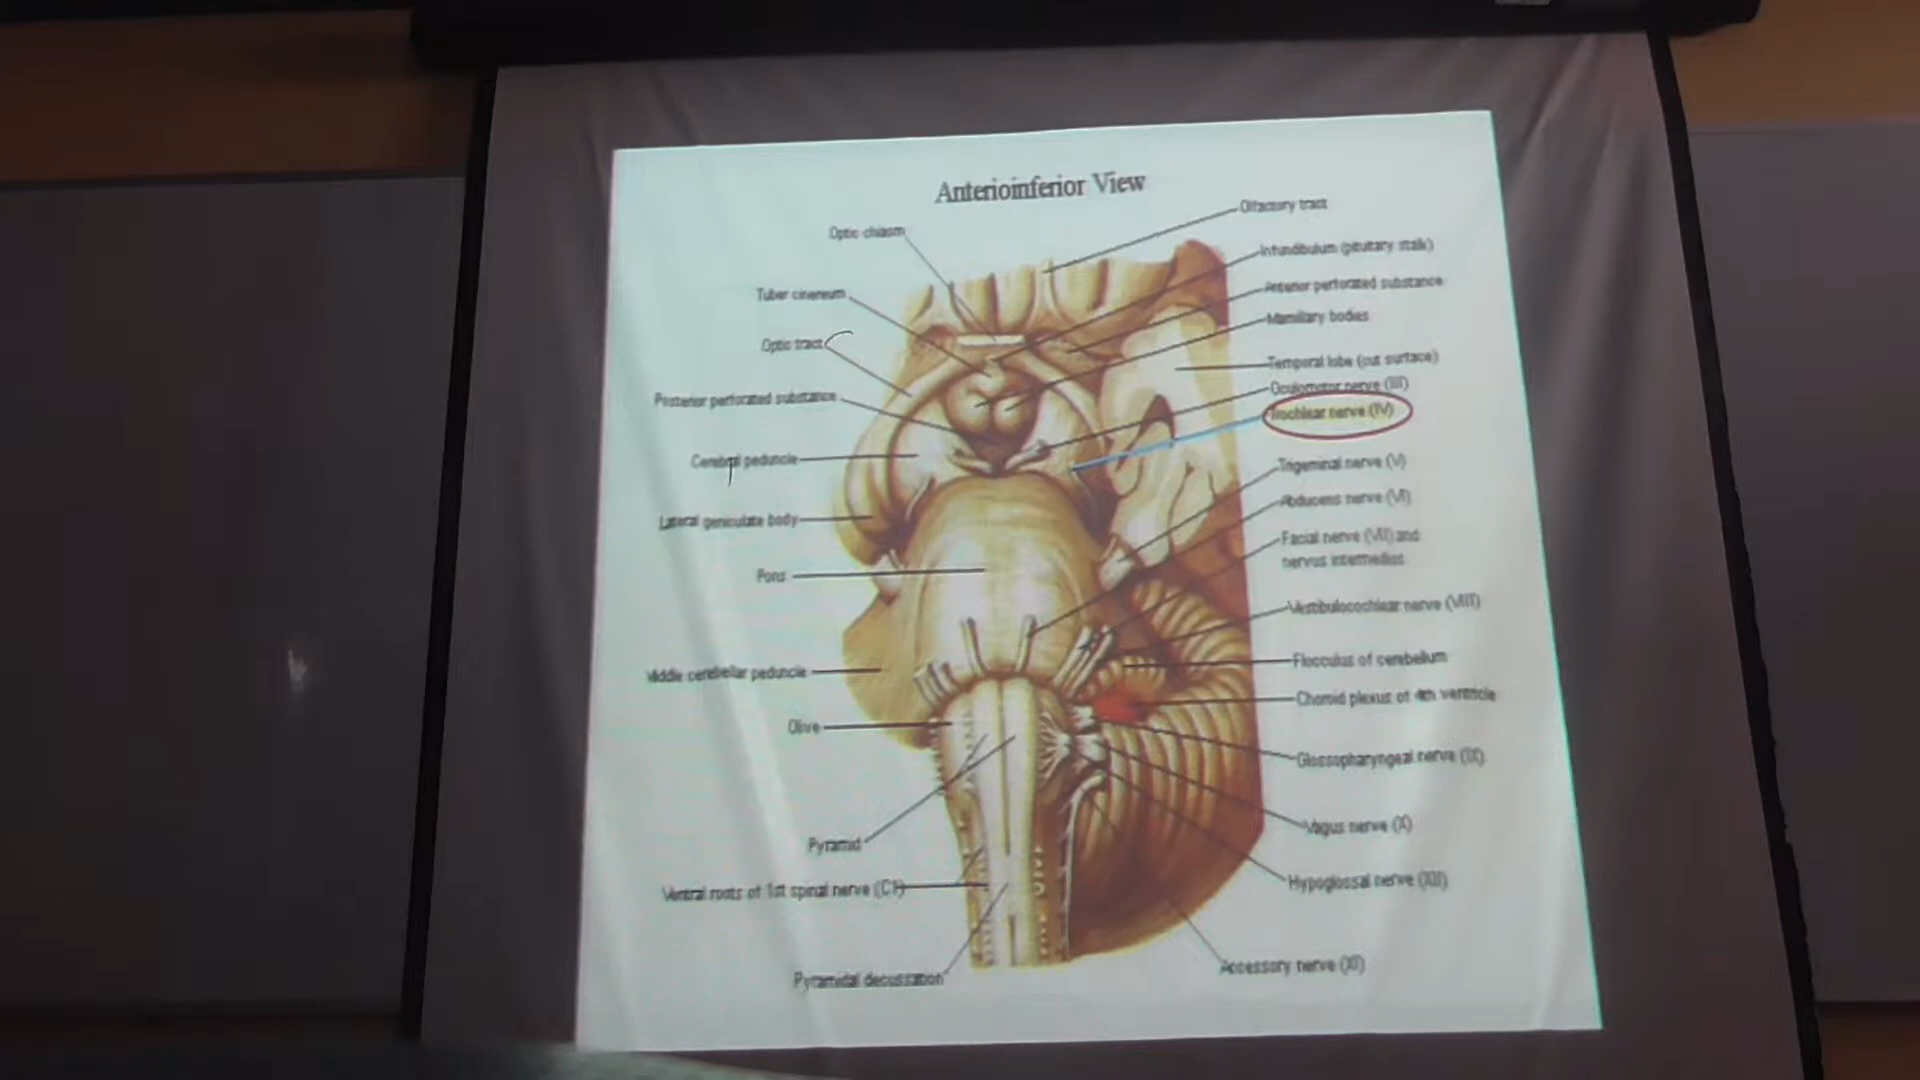 Anterioinferior View
Optic chiasm
Tuber cinereum
Optic tract
Posterior perforated substance
Cerebral peduncle
Lateral geniculate body
Pons
Middle cerebellar peduncle
Olive
Pyramid
Ventral roots of 1st spinal nerve (C1)
Pyramidal decussation
Olfactory tract
Infundibulum (pituitary stalk)
Anterior perforated substance
Mamillary bodies
Temporal lobe (cut surface)
Oculomotor nerve (III)
Trochlear nerve (IV)
Trigeminal nerve (V)
Abducens nerve (VI)
Facial nerve (VII) and
nervus intermedius
Vestibulocochlear nerve (VIII)
Flocculus of cerebellum
Choroid plexus of 4th ventricle
Glossopharyngeal nerve (IX)
Vagus nerve (X)
Hypoglossal nerve (XII)
Accessory nerve (XI)